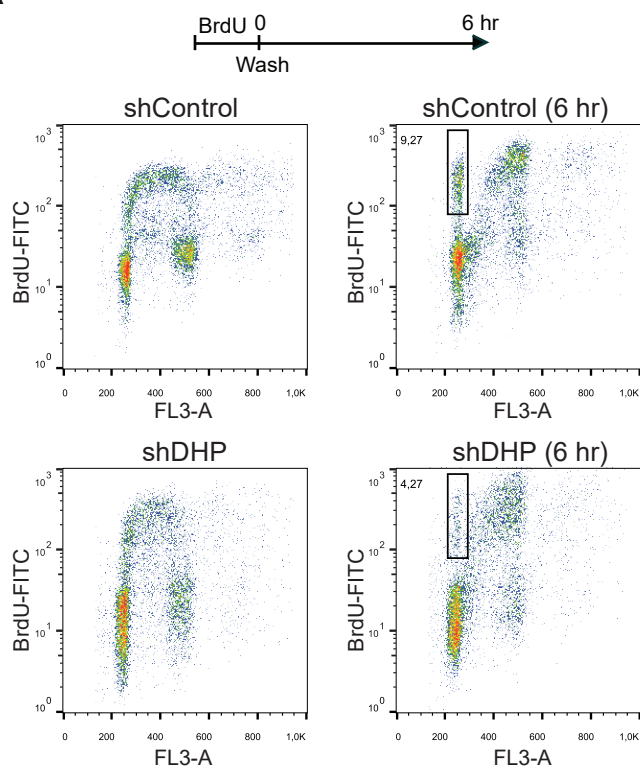 BrdU 0 6 hr
Wash
shControl
shControl (6 hr)
BrdU-FITC
10^3
10^2
10^1
10^0
0 200 400 600 800 1,0K
FL3-A
BrdU-FITC
10^3
10^2
10^1
10^0
9,27
0 200 400 600 800 1,0K
FL3-A
shDHP
shDHP (6 hr)
BrdU-FITC
10^3
10^2
10^1
10^0
0 200 400 600 800 1,0K
FL3-A
BrdU-FITC
10^3
10^2
10^1
10^0
4,27
0 200 400 600 800 1,0K
FL3-A